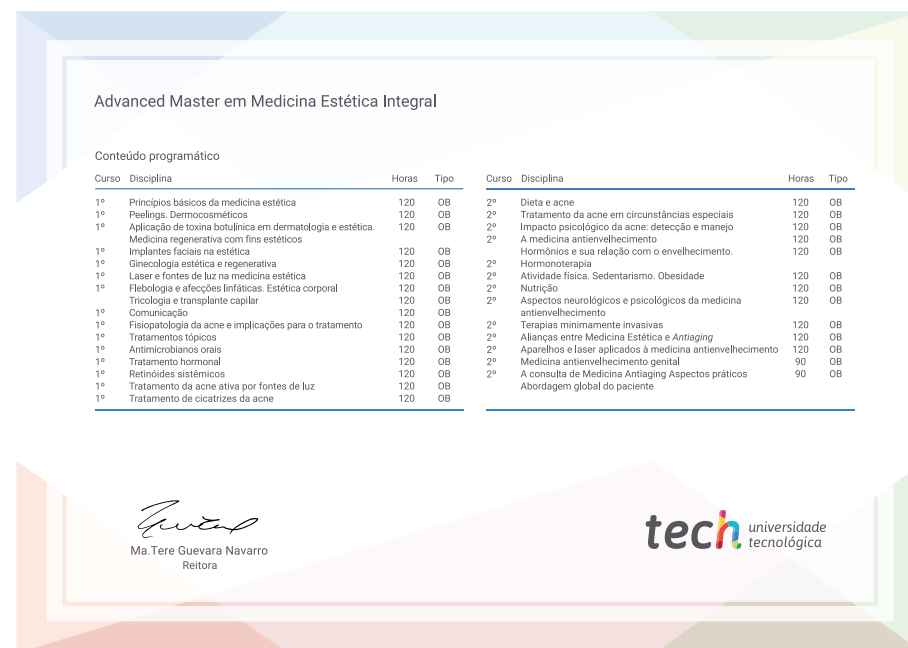 Advanced Master em Medicina Estética Integral
Conteúdo programático
Curso Disciplina Horas Tipo
1º Princípios básicos da medicina estética 120 OB
1º Peelings. Dermocosméticos 120 OB
1º Aplicação de toxina botulínica em dermatologia e estética. 120 OB
Medicina regenerativa com fins estéticos
1º Implantes faciais na estética 120 OB
1º Ginecologia estética e regenerativa 120 OB
1º Laser e fontes de luz na medicina estética 120 OB
1º Flebologia e afecções linfáticas. Estética corporal 120 OB
Tricologia e transplante capilar 120 OB
1º Comunicação 120 OB
1º Fisiopatologia da acne e implicações para o tratamento 120 OB
1º Tratamentos tópicos 120 OB
1º Antimicrobianos orais 120 OB
1º Tratamento hormonal 120 OB
1º Retinóides sistêmicos 120 OB
1º Tratamento da acne ativa por fontes de luz 120 OB
1º Tratamento de cicatrizes da acne 120 OB
Curso Disciplina Horas Tipo
2º Dieta e acne 120 OB
2º Tratamento da acne em circunstâncias especiais 120 OB
2º Impacto psicológico da acne: detecção e manejo 120 OB
2º A medicina antienvelhecimento 120 OB
Hormônios e sua relação com o envelhecimento. 120 OB
2º Hormonoterapia
2º Atividade física. Sedentarismo. Obesidade 120 OB
2º Nutrição 120 OB
2º Aspectos neurológicos e psicológicos da medicina 120 OB
antienvelhecimento
2º Terapias minimamente invasivas 120 OB
2º Alianças entre Medicina Estética e Antiaging 120 OB
2º Aparelhos e laser aplicados à medicina antienvelhecimento 120 OB
2º Medicina antienvelhecimento genital 90 OB
2º A consulta de Medicina Antiaging Aspectos práticos 90 OB
Abordagem global do paciente
Ma.Tere Guevara Navarro
Reitora
tech universidade
tecnológica